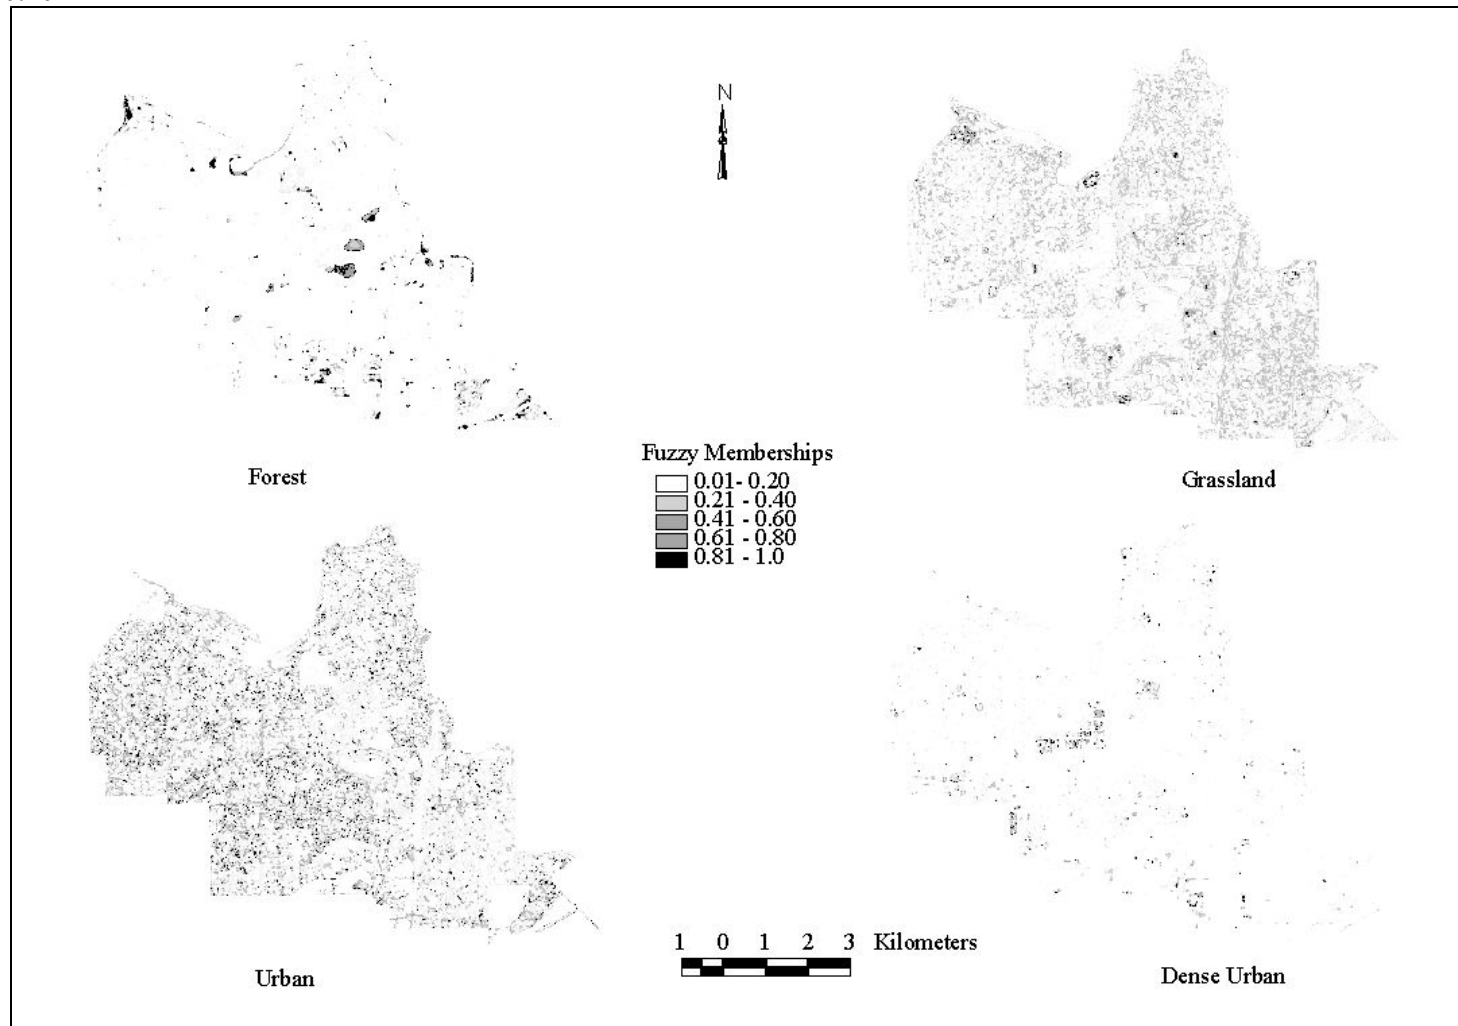 N
Forest
Grassland
Fuzzy Memberships
0.01- 0.20
0.21 - 0.40
0.41 - 0.60
0.61 - 0.80
0.81 - 1.0
Urban
Dense Urban
1 0 1 2 3 Kilometers